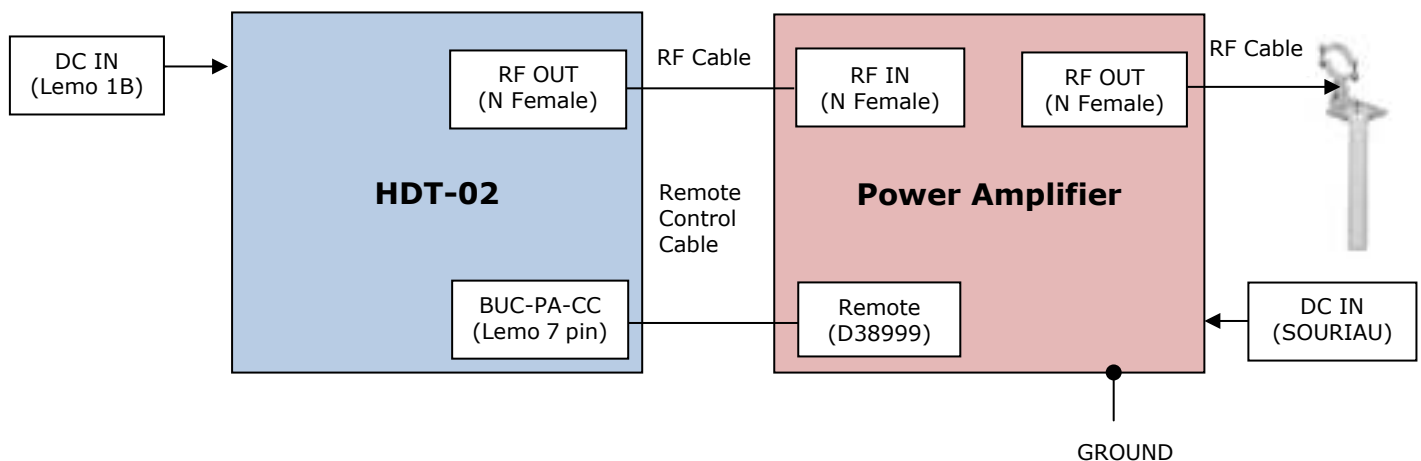 DC IN
(Lemo 1B)
RF OUT
(N Female)
HDT-02
BUC-PA-CC
(Lemo 7 pin)
RF Cable
Remote
Control
Cable
RF IN
(N Female)
RF OUT
(N Female)
Power Amplifier
Remote
(D38999)
RF Cable
DC IN
(SOURIAU)
GROUND